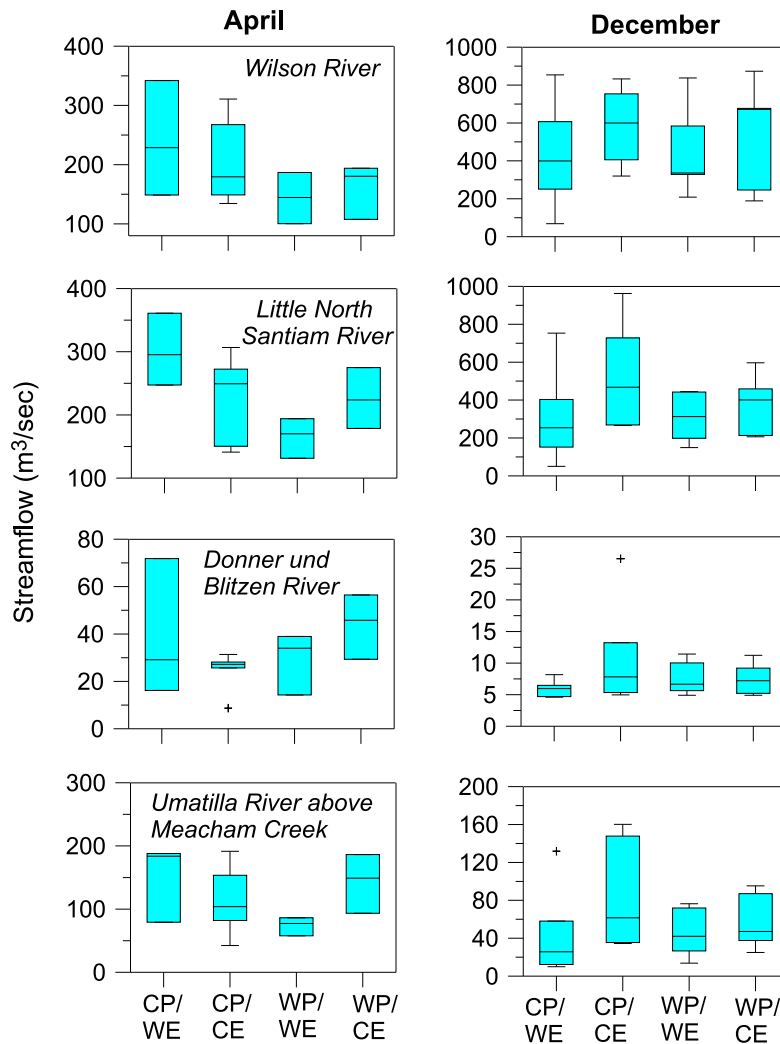 April
December
Streamflow (m³/sec)
Wilson River
400
300
200
100
1000
800
600
400
200
0
Little North
Santiam River
400
300
200
100
1000
800
600
400
200
0
Donner und
Blitzen River
80
60
40
20
0
30
25
20
15
10
5
0
Umatilla River above
Meacham Creek
300
200
100
0
200
160
120
80
40
0
CP/
WE
CP/
CE
WP/
WE
WP/
CE
CP/
WE
CP/
CE
WP/
WE
WP/
CE